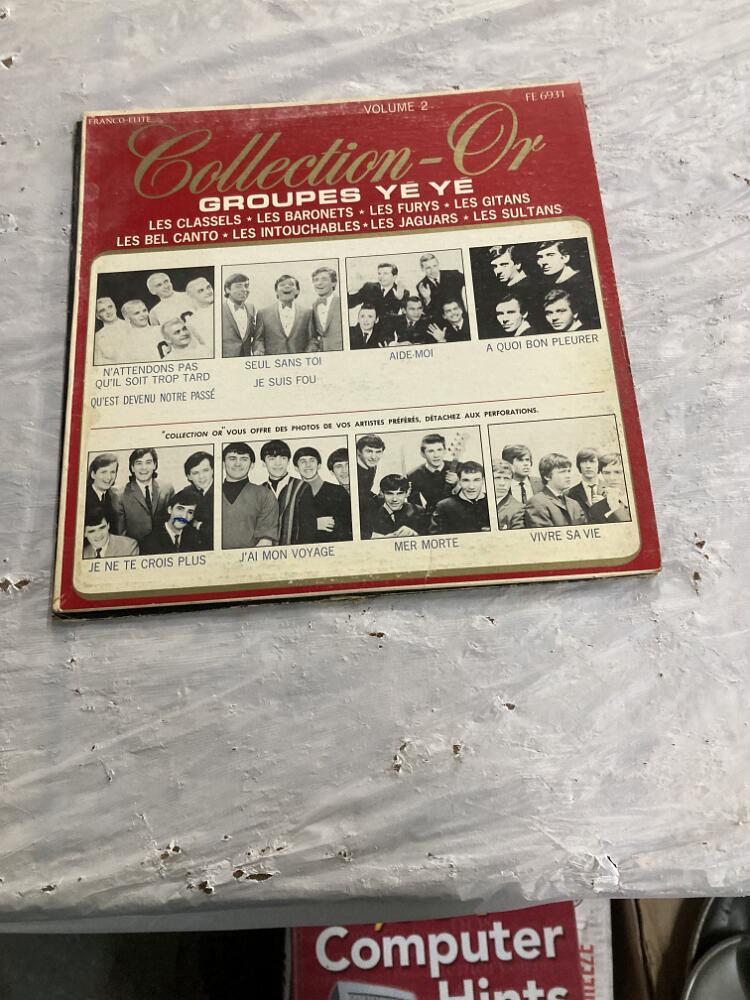 FRANCO-ELITE
VOLUME 2
FE 6931
Collection-Or
GROUPES YÉ YÉ
LES CLASSELS ★ LES BARONETS ★ LES FURYS ★ LES GITANS
LES BEL CANTO ★ LES INTOUCHABLES ★ LES JAGUARS ★ LES SULTANS
N'ATTENDONS PAS
QU'IL SOIT TROP TARD
QU'EST DEVENU NOTRE PASSÉ
SEUL SANS TOI
JE SUIS FOU
AIDE-MOI
A QUOI BON PLEURER
"COLLECTION OR" VOUS OFFRE DES PHOTOS DE VOS ARTISTES PRÉFÉRÉS, DÉTACHEZ AUX PERFORATIONS.
JE NE TE CROIS PLUS
J'AI MON VOYAGE
MER MORTE
VIVRE SA VIE
Computer
Hints